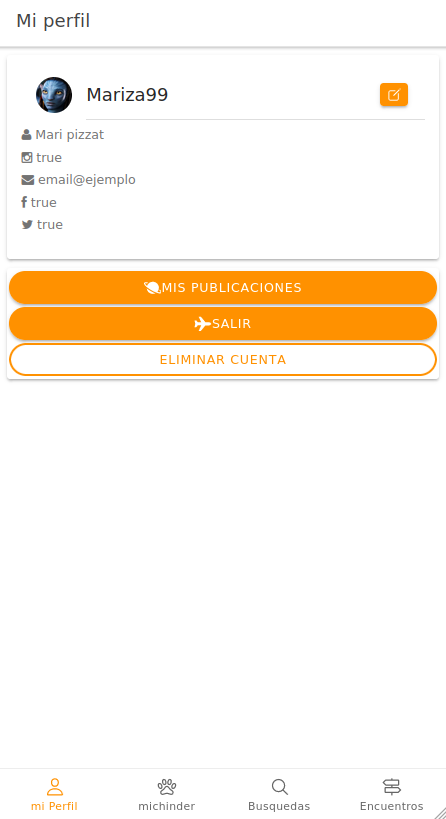 Mi perfil
Mariza99
Mari pizzat
true
email@ejemplo
true
true
MIS PUBLICACIONES
SALIR
ELIMINAR CUENTA
mi Perfil
michinder
Busquedas
Encuentros